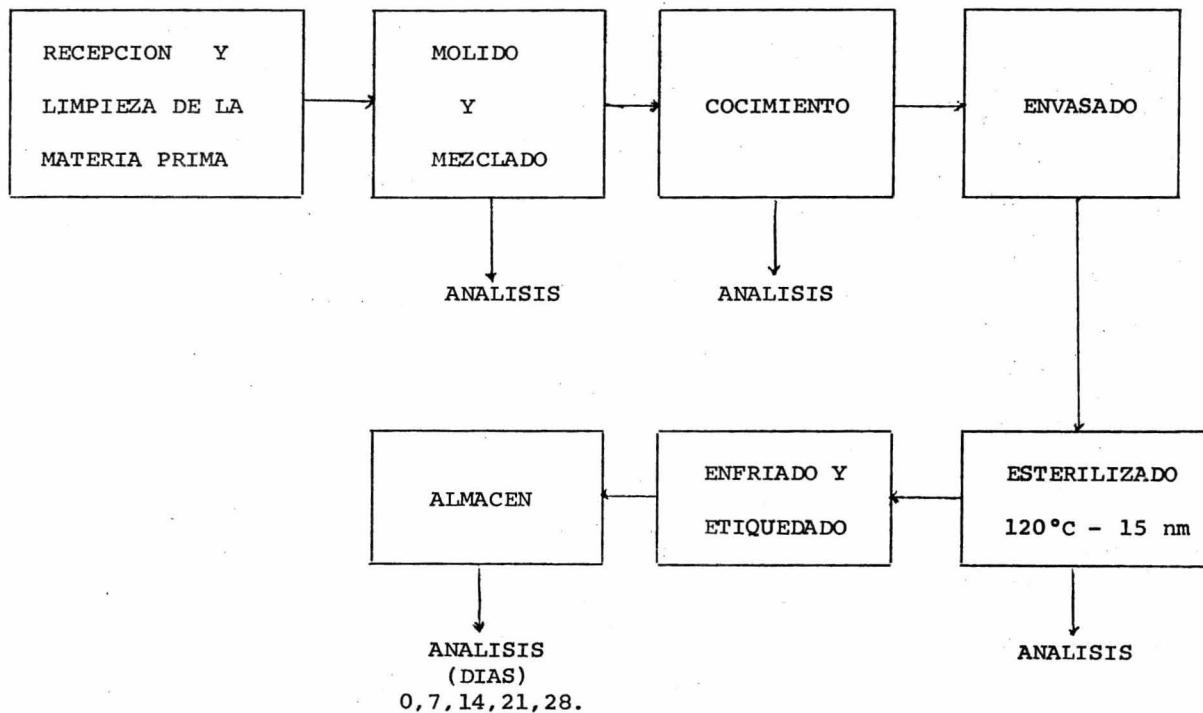 RECEPCION Y
LIMPIEZA DE LA
MATERIA PRIMA
MOLIDO
Y
MEZCLADO
COCIMIENTO
ENVASADO
ANALISIS
ANALISIS
ESTERILIZADO
120°C - 15 nm
ENFRIADO Y
ETIQUEDADO
ALMACEN
ANALISIS
ANALISIS
(DIAS)
0,7,14,21,28.